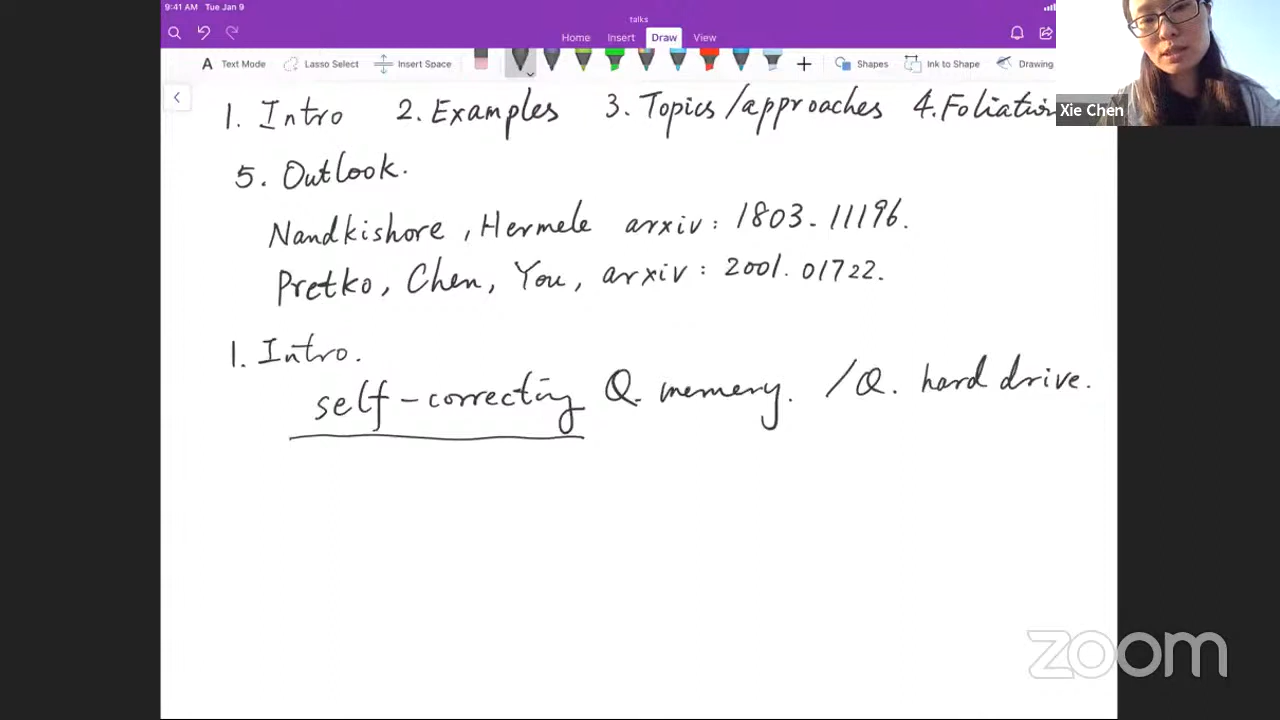 9:41 AM Tue Jan 9
talks
Home Insert Draw View
Text Mode Lasso Select Insert Space Shapes Ink to Shape Drawing
1. Intro 2. Examples 3. Topics/approaches 4. Foliation
Xie Chen
5. Outlook.
Nandkishore, Hermele arxiv: 1803.11196.
Pretko, Chen, You, arxiv: 2001.01722.
1. Intro.
self-correcting Q. memery. /Q. hard drive.
zoom